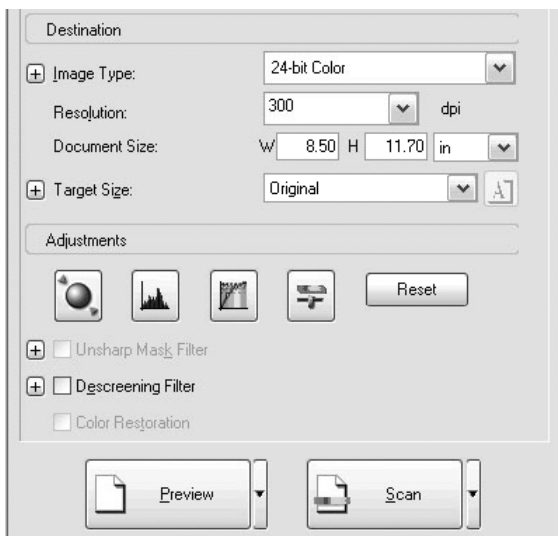 Destination
Image Type: 24-bit Color
Resolution: 300 dpi
Document Size: W 8.50 H 11.70 in
Target Size: Original
Adjustments
Reset
Unsharp Mask Filter
Descreening Filter
Color Restoration
Preview Scan